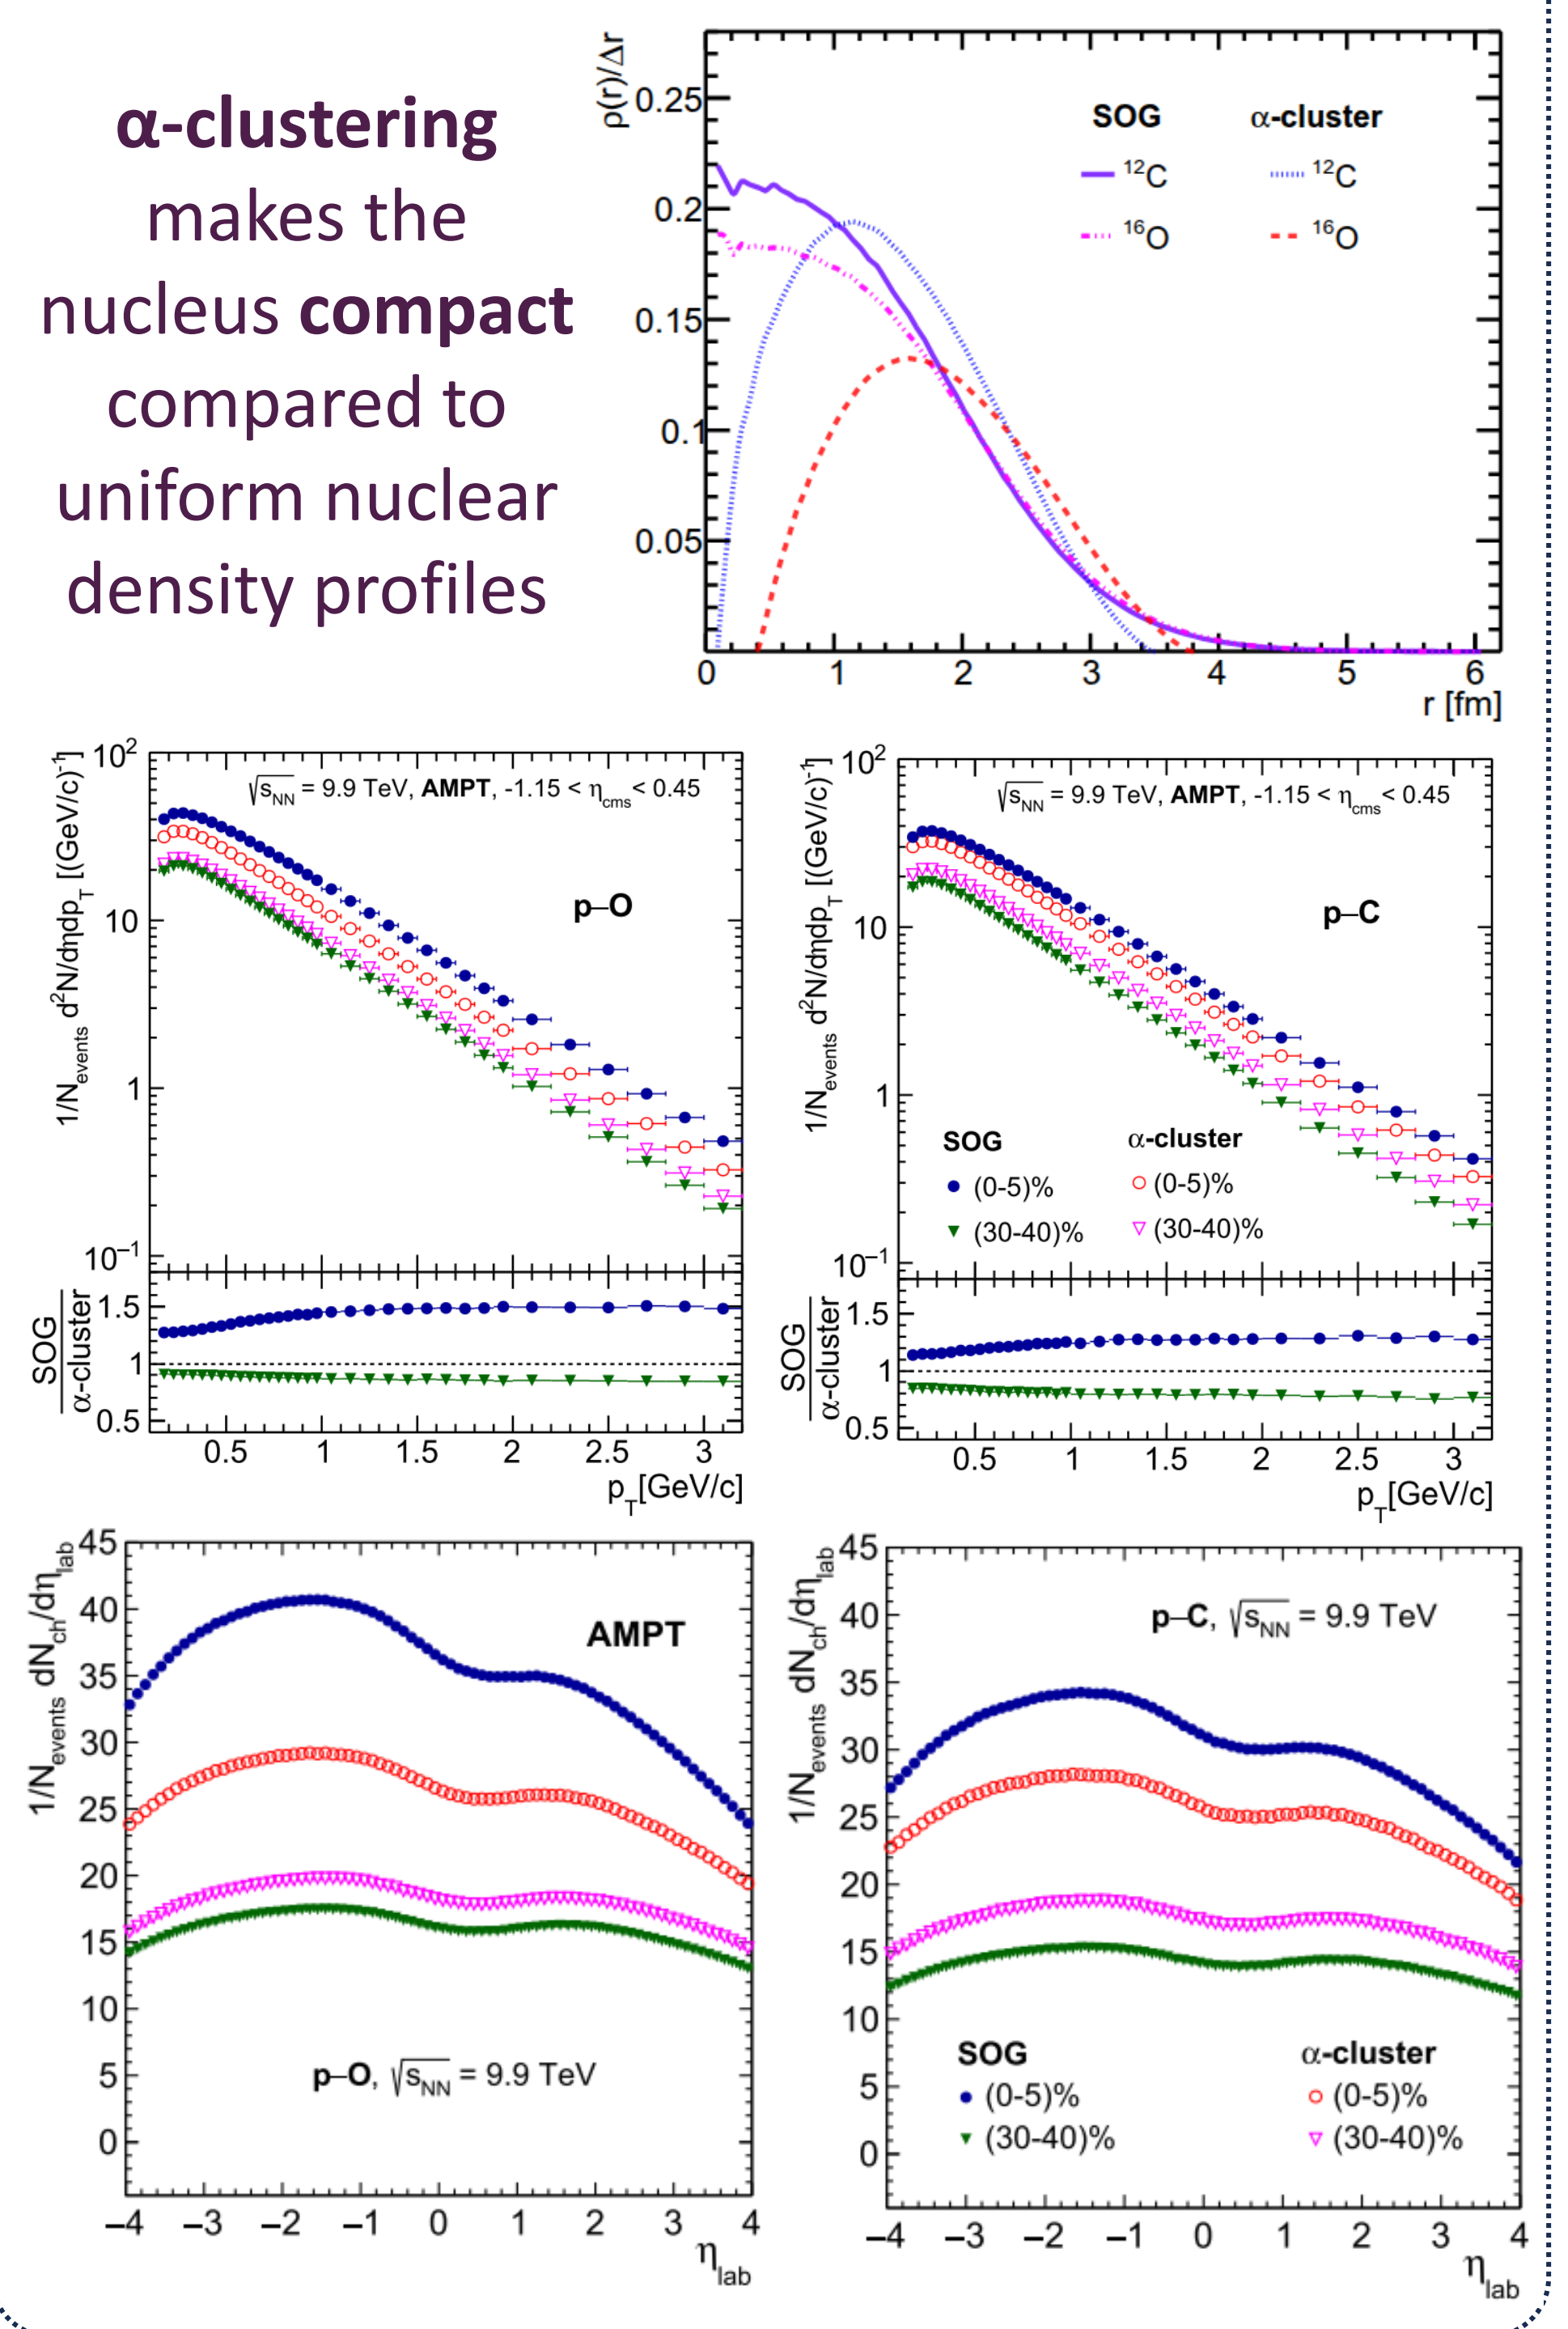 α-clustering
makes the
nucleus compact
compared to
uniform nuclear
density profiles
ρ(r)/Δr
0.25
0.2
0.15
0.1
0.05
SOG α-cluster
¹²C ¹²C
¹⁶O ¹⁶O
0 1 2 3 4 5 6
r [fm]
1/N_events d²N/dηdp_T [(GeV/c)⁻¹]
10²
10
1
10⁻¹
√s_NN = 9.9 TeV, AMPT, -1.15 < η_cms < 0.45
p–O
SOG
α-cluster
1.5
1
0.5
0.5 1 1.5 2 2.5 3
p_T[GeV/c]
1/N_events d²N/dηdp_T [(GeV/c)⁻¹]
10²
10
1
10⁻¹
√s_NN = 9.9 TeV, AMPT, -1.15 < η_cms < 0.45
p–C
SOG α-cluster
(0-5)% (0-5)%
(30-40)% (30-40)%
SOG
α-cluster
1.5
1
0.5
0.5 1 1.5 2 2.5 3
p_T[GeV/c]
1/N_events dN_ch/dη_lab
45
40
35
30
25
20
15
10
5
0
AMPT
p–O, √s_NN = 9.9 TeV
−4 −3 −2 −1 0 1 2 3 4
η_lab
1/N_events dN_ch/dη_lab
45
40
35
30
25
20
15
10
5
0
p–C, √s_NN = 9.9 TeV
SOG α-cluster
(0-5)% (0-5)%
(30-40)% (30-40)%
−4 −3 −2 −1 0 1 2 3 4
η_lab